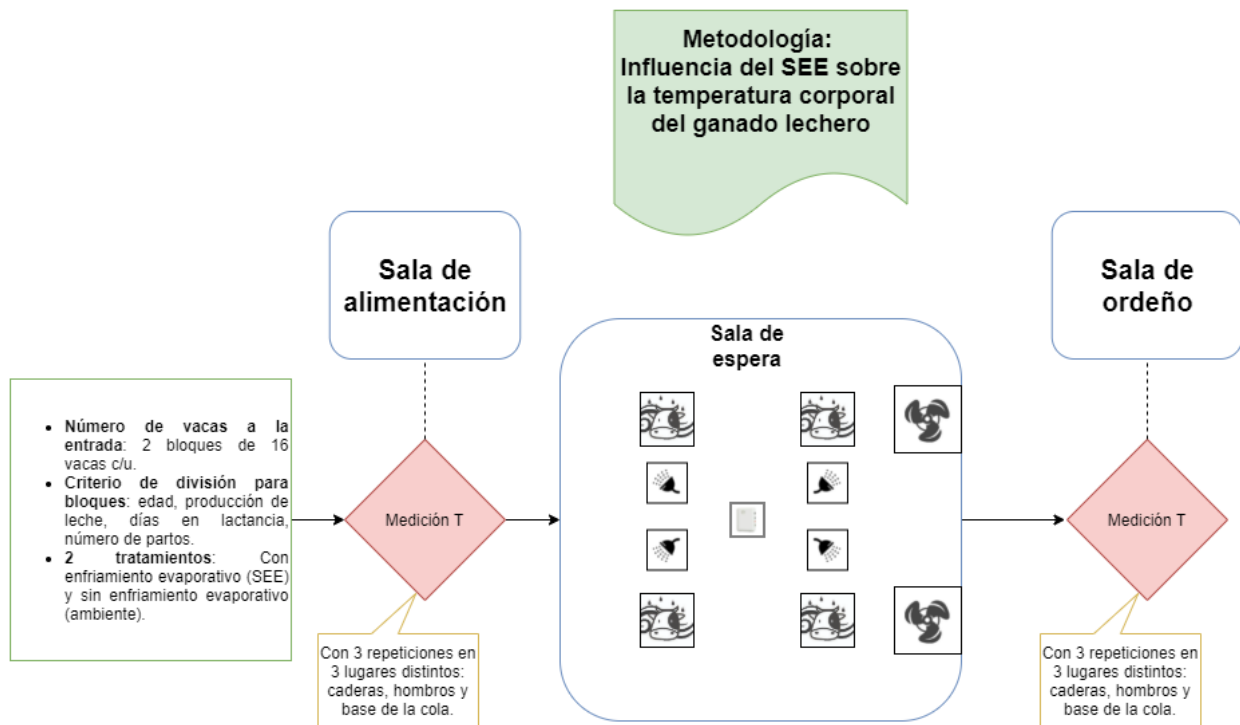 Metodología:
Influencia del SEE sobre
la temperatura corporal
del ganado lechero
Sala de
alimentación
Sala de
ordeño
Sala de
espera
Número de vacas a la
entrada: 2 bloques de 16
vacas c/u.
Criterio de división para
bloques: edad, producción de
leche, días en lactancia,
número de partos.
2 tratamientos: Con
enfriamiento evaporativo (SEE)
y sin enfriamiento evaporativo
(ambiente).
Medición T
Medición T
Con 3 repeticiones en
3 lugares distintos:
caderas, hombros y
base de la cola.
Con 3 repeticiones en
3 lugares distintos:
caderas, hombros y
base de la cola.